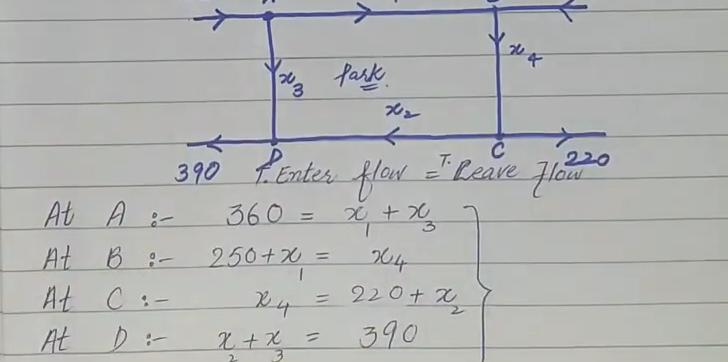 x₃ Park. x₄
x₂
390 D C 220
T. Enter flow = T. Leave flow
At A :- 360 = x₁ + x₃
At B :- 250 + x₁ = x₄
At C :- x₄ = 220 + x₂
At D :- x₂ + x₃ = 390